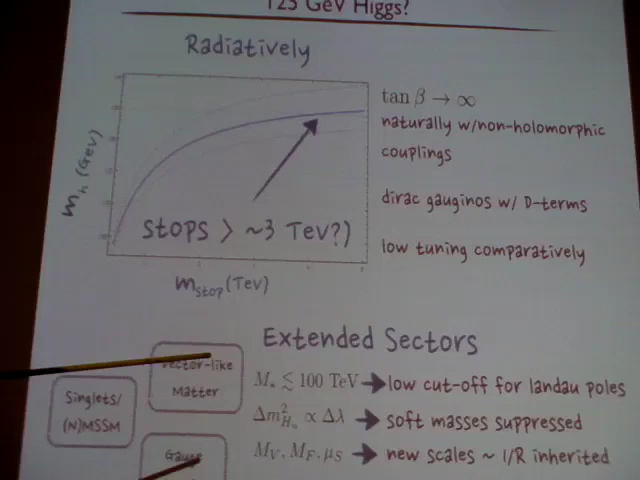 125 GeV Higgs?
Radiatively
m_h (GeV)
stops > ~3 TeV?)
m_stop (TeV)
tan β → ∞
naturally w/non-holomorphic
couplings
dirac gauginos w/ D-terms
low tuning comparatively
Extended Sectors
Vector-like
Matter
Singlets/
(N)MSSM
Gauge
M_* ≲ 100 TeV → low cut-off for landau poles
Δm²_{H_u} ∝ Δλ → soft masses suppressed
M_V, M_F, μ_S → new scales ~ 1/R inherited